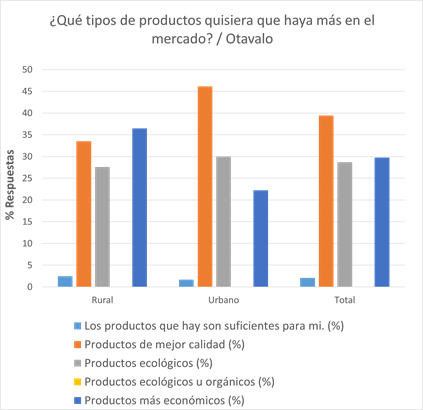 ¿Qué tipos de productos quisiera que haya más en el
mercado? / Otavalo
50
45
40
35
30
25
20
15
10
5
0
% Respuestas
Rural
Urbano
Total
Los productos que hay son suficientes para mi. (%)
Productos de mejor calidad (%)
Productos ecológicos (%)
Productos ecológicos u orgánicos (%)
Productos más económicos (%)